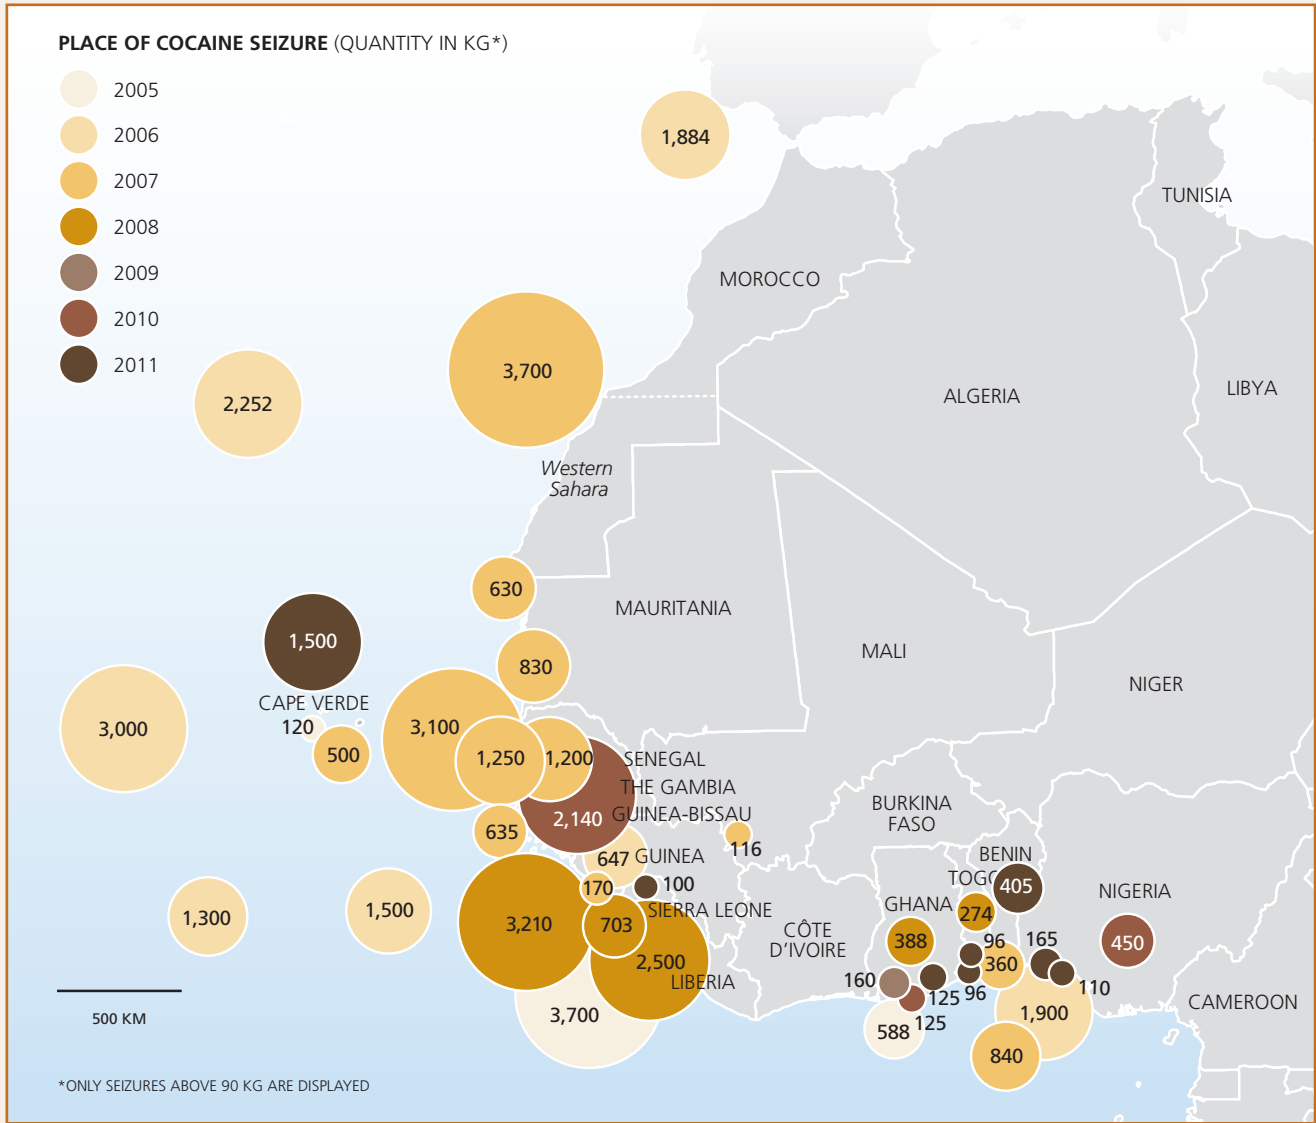 PLACE OF COCAINE SEIZURE (QUANTITY IN KG*)
2005
2006
2007
2008
2009
2010
2011
1,884
TUNISIA
MOROCCO
3,700
2,252
ALGERIA
LIBYA
Western
Sahara
630
MAURITANIA
1,500
MALI
830
NIGER
CAPE VERDE
120
3,000
500
3,100
1,250
1,200
SENEGAL
THE GAMBIA
2,140
GUINEA-BISSAU
BURKINA
FASO
635
116
647
GUINEA
BENIN
TOGO
405
170
100
NIGERIA
1,300
1,500
SIERRA LEONE
GHANA
274
3,210
703
CÔTE
D'IVOIRE
388
96
165
450
2,500
360
LIBERIA
160
125
96
110
500 KM
3,700
588
125
1,900
CAMEROON
840
*ONLY SEIZURES ABOVE 90 KG ARE DISPLAYED